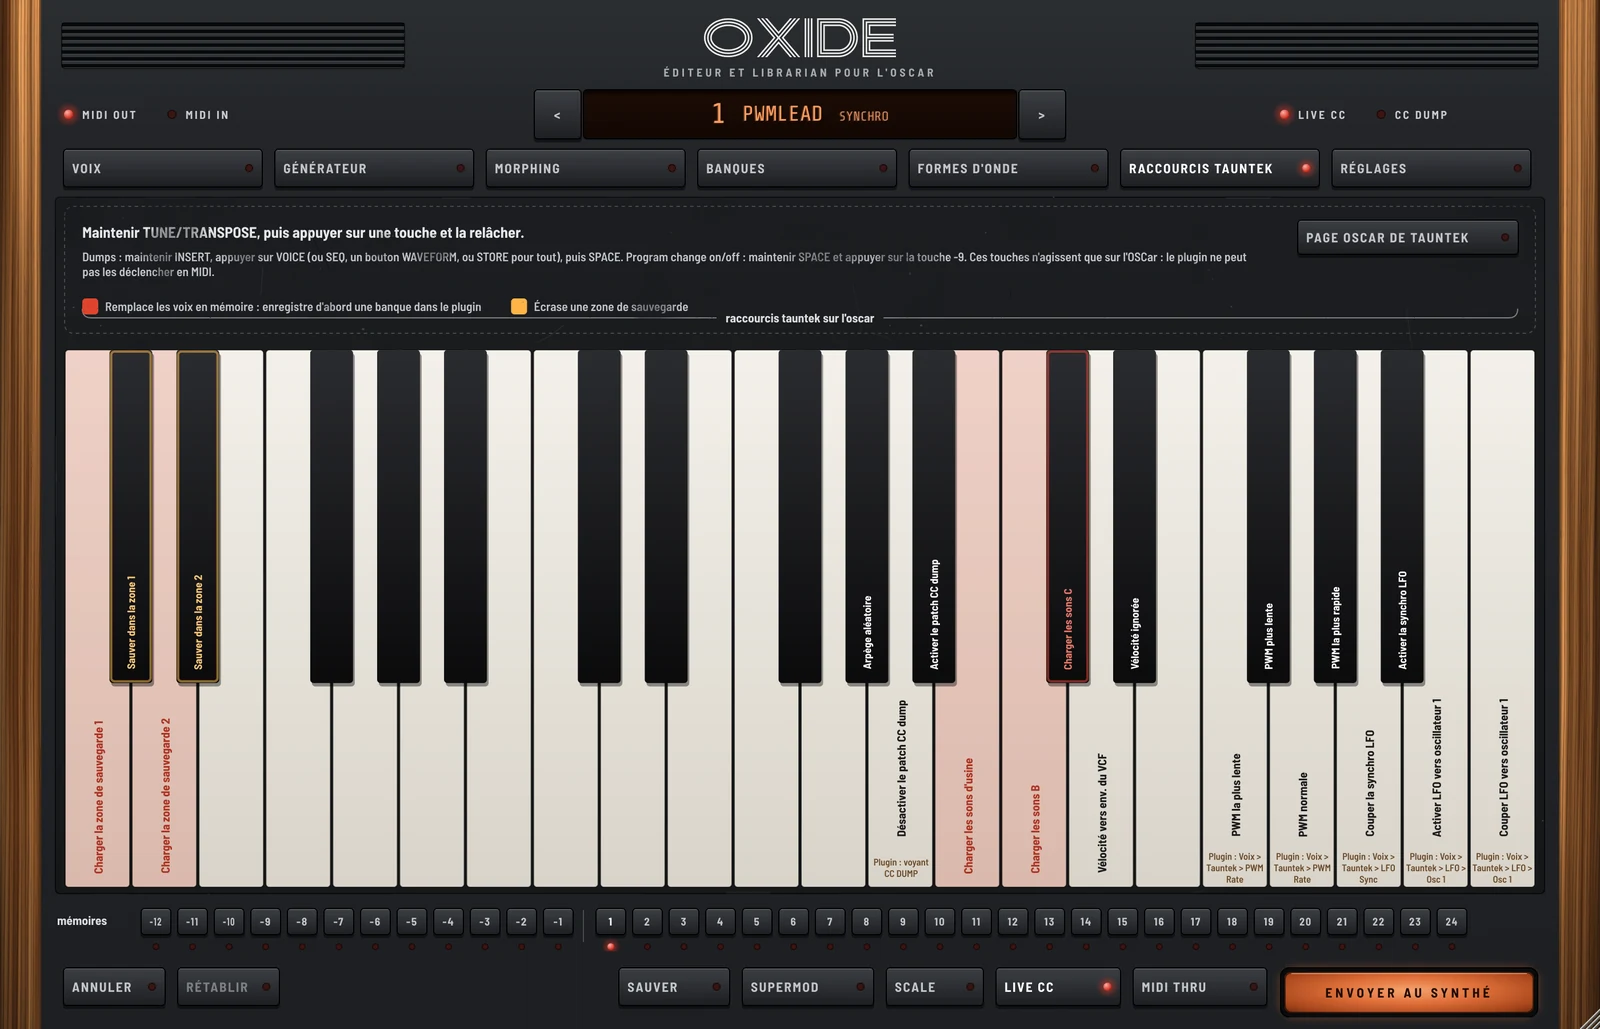 OXIDE
ÉDITEUR ET LIBRARIAN POUR L'OSCAR
MIDI OUT
MIDI IN
<
1 PWMLEAD SYNCHRO
>
LIVE CC
CC DUMP
VOIX
GÉNÉRATEUR
MORPHING
BANQUES
FORMES D'ONDE
RACCOURCIS TAUNTEK
RÉGLAGES
Maintenir TUNE/TRANSPOSE, puis appuyer sur une touche et la relâcher.
PAGE OSCAR DE TAUNTEK
Dumps : maintenir INSERT, appuyer sur VOICE (ou SEQ, un bouton WAVEFORM, ou STORE pour tout), puis SPACE. Program change on/off : maintenir SPACE et appuyer sur la touche -9. Ces touches n'agissent que sur l'OSCar : le plugin ne peut
pas les déclencher en MIDI.
Remplace les voix en mémoire : enregistre d'abord une banque dans le plugin
Écrase une zone de sauvegarde
raccourcis tauntek sur l'oscar
Sauver dans la zone 1
Sauver dans la zone 2
Arpège aléatoire
Activer le patch CC dump
Charger les sons C
Vélocité ignorée
PWM plus lente
PWM la plus rapide
Activer la synchro LFO
Charger la zone de sauvegarde 1
Charger la zone de sauvegarde 2
Désactiver le patch CC dump
Plugin : voyant
CC DUMP
Charger les sons d'usine
Charger les sons B
Vélocité vers env. du VCF
PWM la plus lente
Plugin : Voix >
Tauntek > PWM
Rate
PWM normale
Plugin : Voix >
Tauntek > PWM
Rate
Couper la synchro LFO
Plugin : Voix >
Tauntek > LFO
Sync
Activer LFO vers oscillateur 1
Plugin : Voix >
Tauntek > LFO >
Osc 1
Couper LFO vers oscillateur 1
Plugin : Voix >
Tauntek > LFO >
Osc 1
mémoires
-12 -11 -10 -9 -8 -7 -6 -5 -4 -3 -2 -1 1 2 3 4 5 6 7 8 9 10 11 12 13 14 15 16 17 18 19 20 21 22 23 24
ANNULER
RÉTABLIR
SAUVER
SUPERMOD
SCALE
LIVE CC
MIDI THRU
ENVOYER AU SYNTHÉ